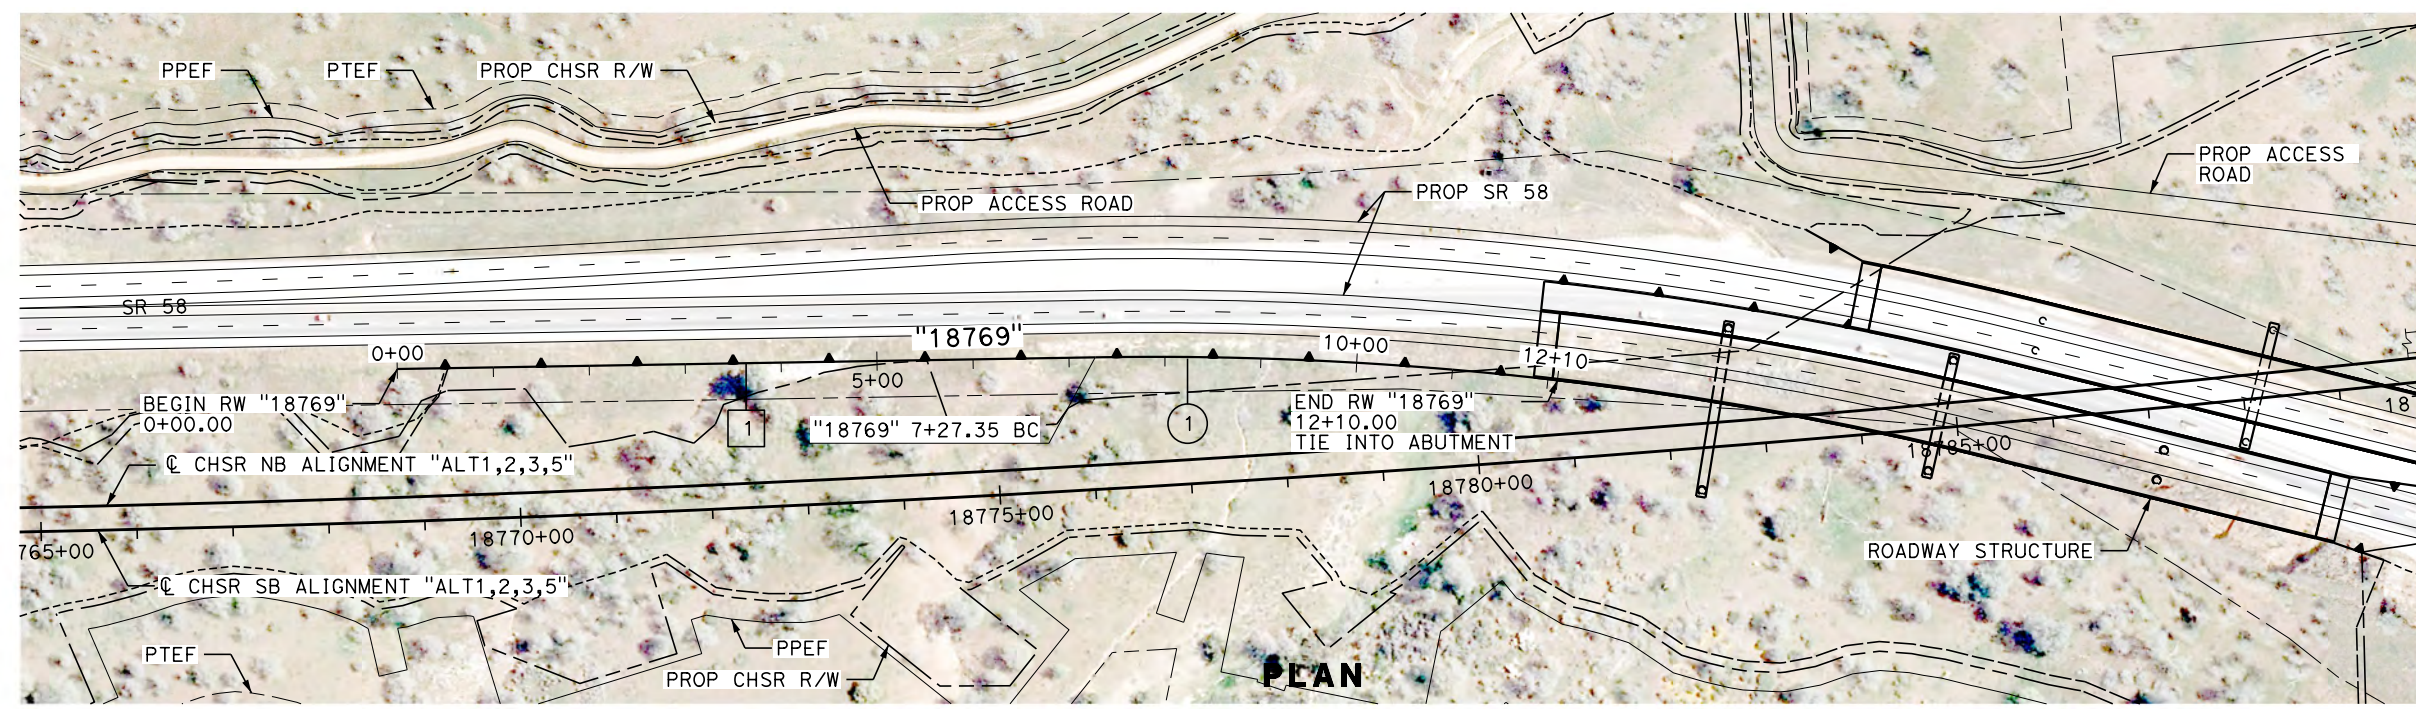 PPEF
PTEF
PROP CHSR R/W
PROP ACCESS
ROAD
PROP SR 58
PROP ACCESS ROAD
SR 58
"18769"
0+00
10+00
12+10
5+00
BEGIN RW "18769"
0+00.00
1
"18769" 7+27.35 BC
1
END RW "18769"
12+10.00
TIE INTO ABUTMENT
18
℄ CHSR NB ALIGNMENT "ALT1,2,3,5"
18785+00
18780+00
18775+00
18770+00
765+00
ROADWAY STRUCTURE
℄ CHSR SB ALIGNMENT "ALT1,2,3,5"
PTEF
PPEF
PROP CHSR R/W
PLAN